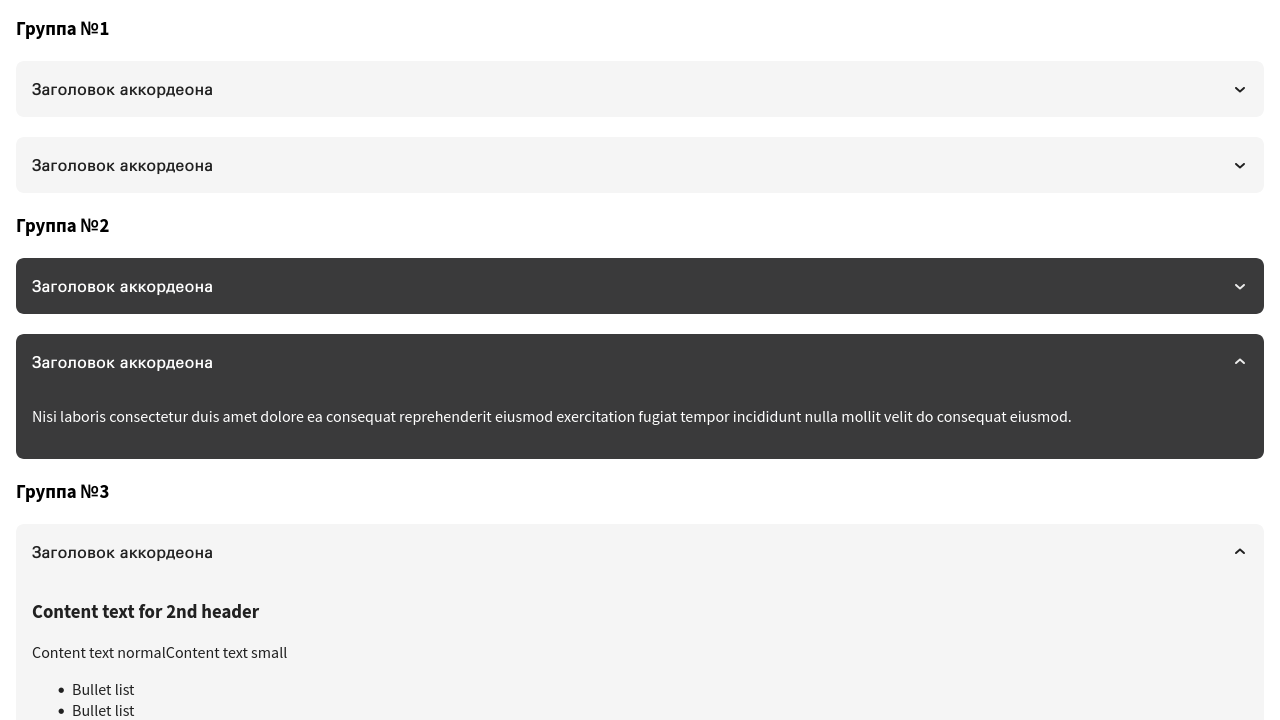 Группа №1
Заголовок аккордеона
Заголовок аккордеона
Группа №2
Заголовок аккордеона
Заголовок аккордеона
Nisi laboris consectetur duis amet dolore ea consequat reprehenderit eiusmod exercitation fugiat tempor incididunt nulla mollit velit do consequat eiusmod.
Группа №3
Заголовок аккордеона
Content text for 2nd header
Content text normalContent text small
• Bullet list
• Bullet list